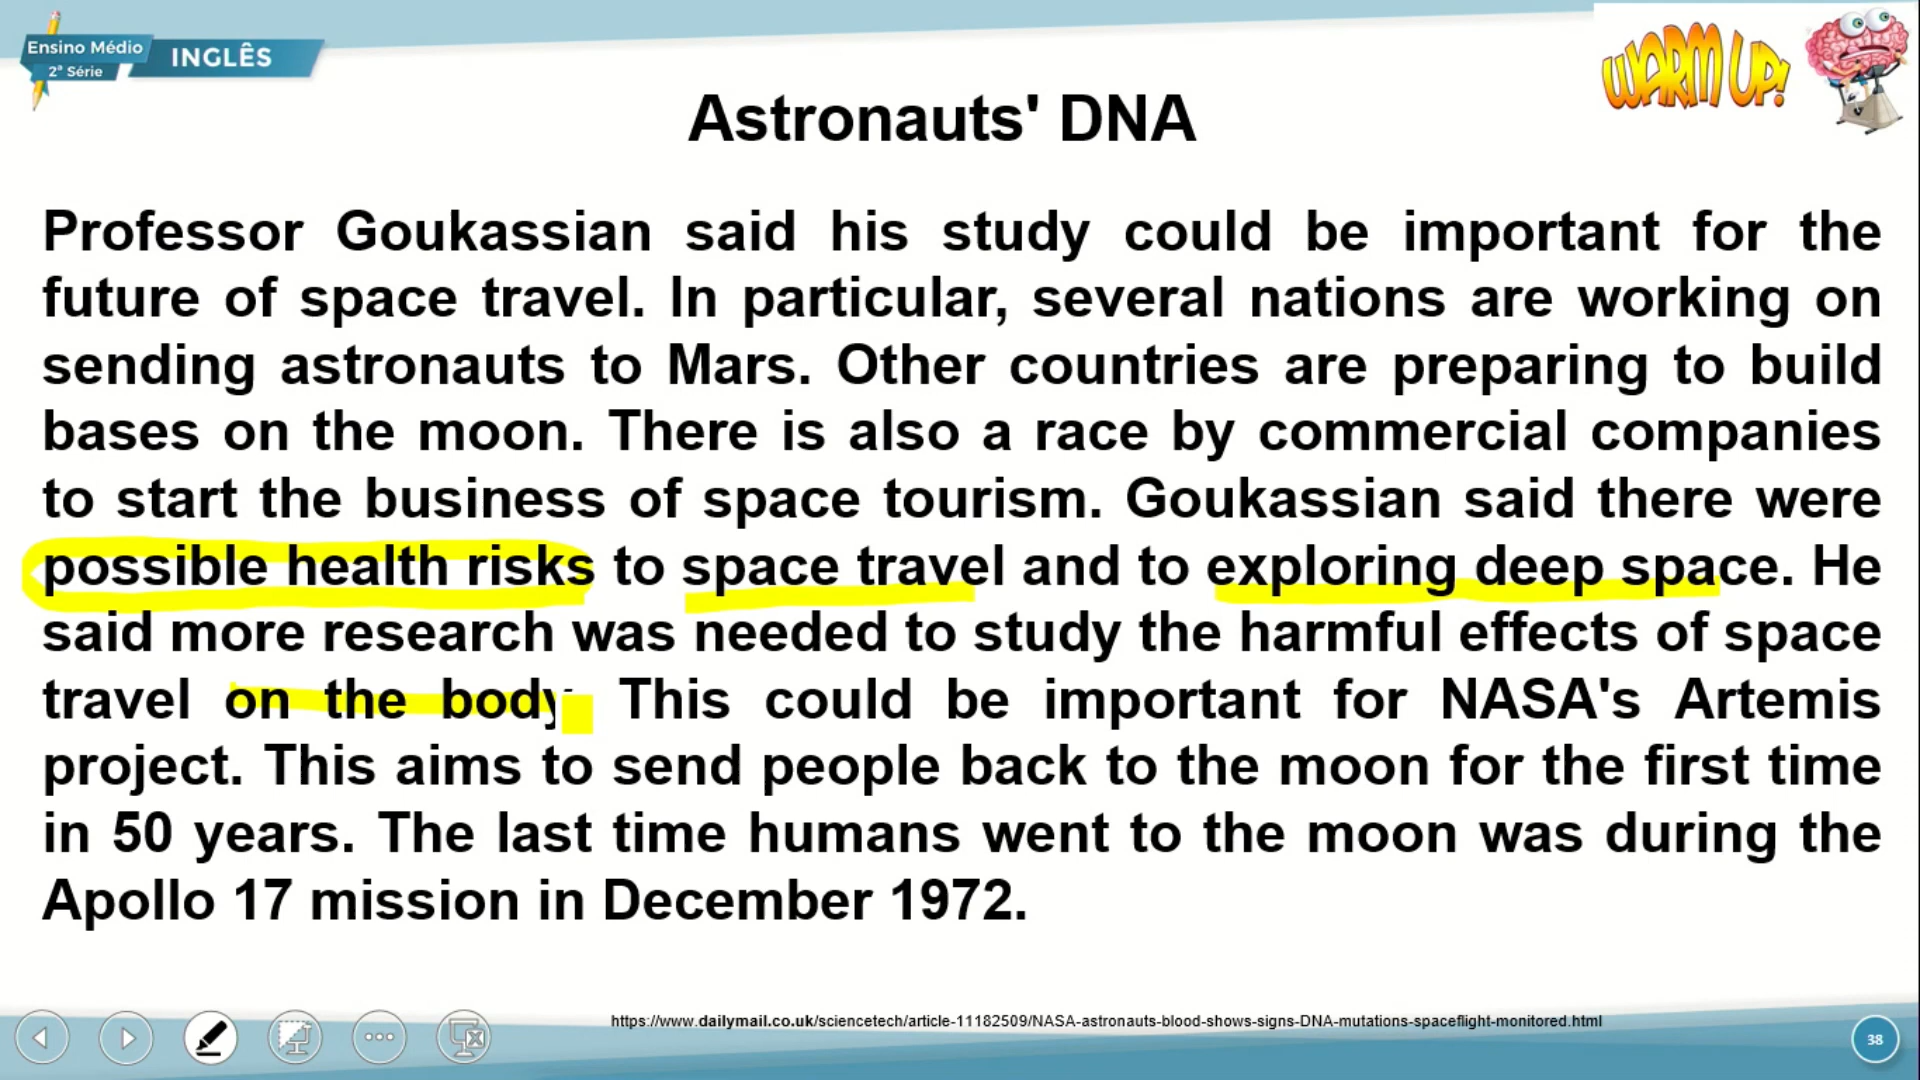 Ensino Médio
2ª Série
INGLÊS
WARM UP!
Astronauts' DNA
Professor Goukassian said his study could be important for the
future of space travel. In particular, several nations are working on
sending astronauts to Mars. Other countries are preparing to build
bases on the moon. There is also a race by commercial companies
to start the business of space tourism. Goukassian said there were
possible health risks to space travel and to exploring deep space. He
said more research was needed to study the harmful effects of space
travel on the body. This could be important for NASA's Artemis
project. This aims to send people back to the moon for the first time
in 50 years. The last time humans went to the moon was during the
Apollo 17 mission in December 1972.
https://www.dailymail.co.uk/sciencetech/article-11182509/NASA-astronauts-blood-shows-signs-DNA-mutations-spaceflight-monitored.html
38